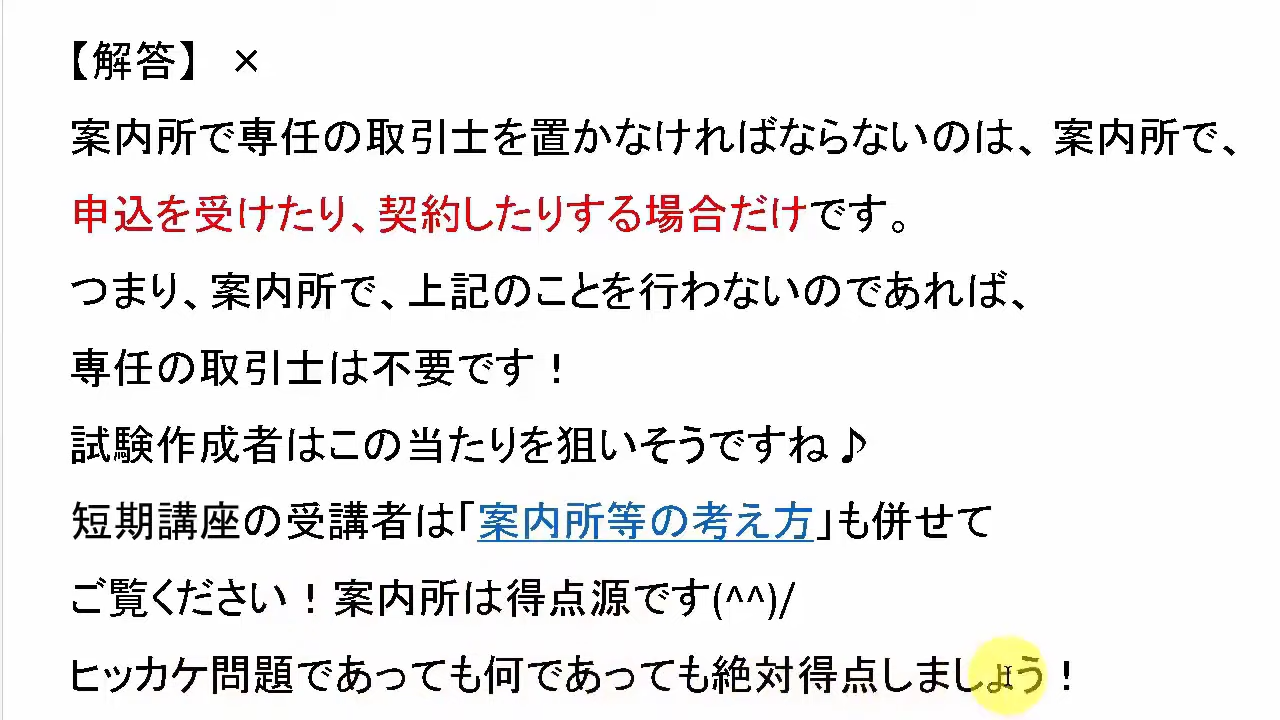 【解答】 ×
案内所で専任の取引士を置かなければならないのは、案内所で、
申込を受けたり、契約したりする場合だけです。
つまり、案内所で、上記のことを行わないのであれば、
専任の取引士は不要です！
試験作成者はこの当たりを狙いそうですね♪
短期講座の受講者は「案内所等の考え方」も併せて
ご覧ください！案内所は得点源です(^^)/
ヒッカケ問題であっても何であっても絶対得点しましょう！